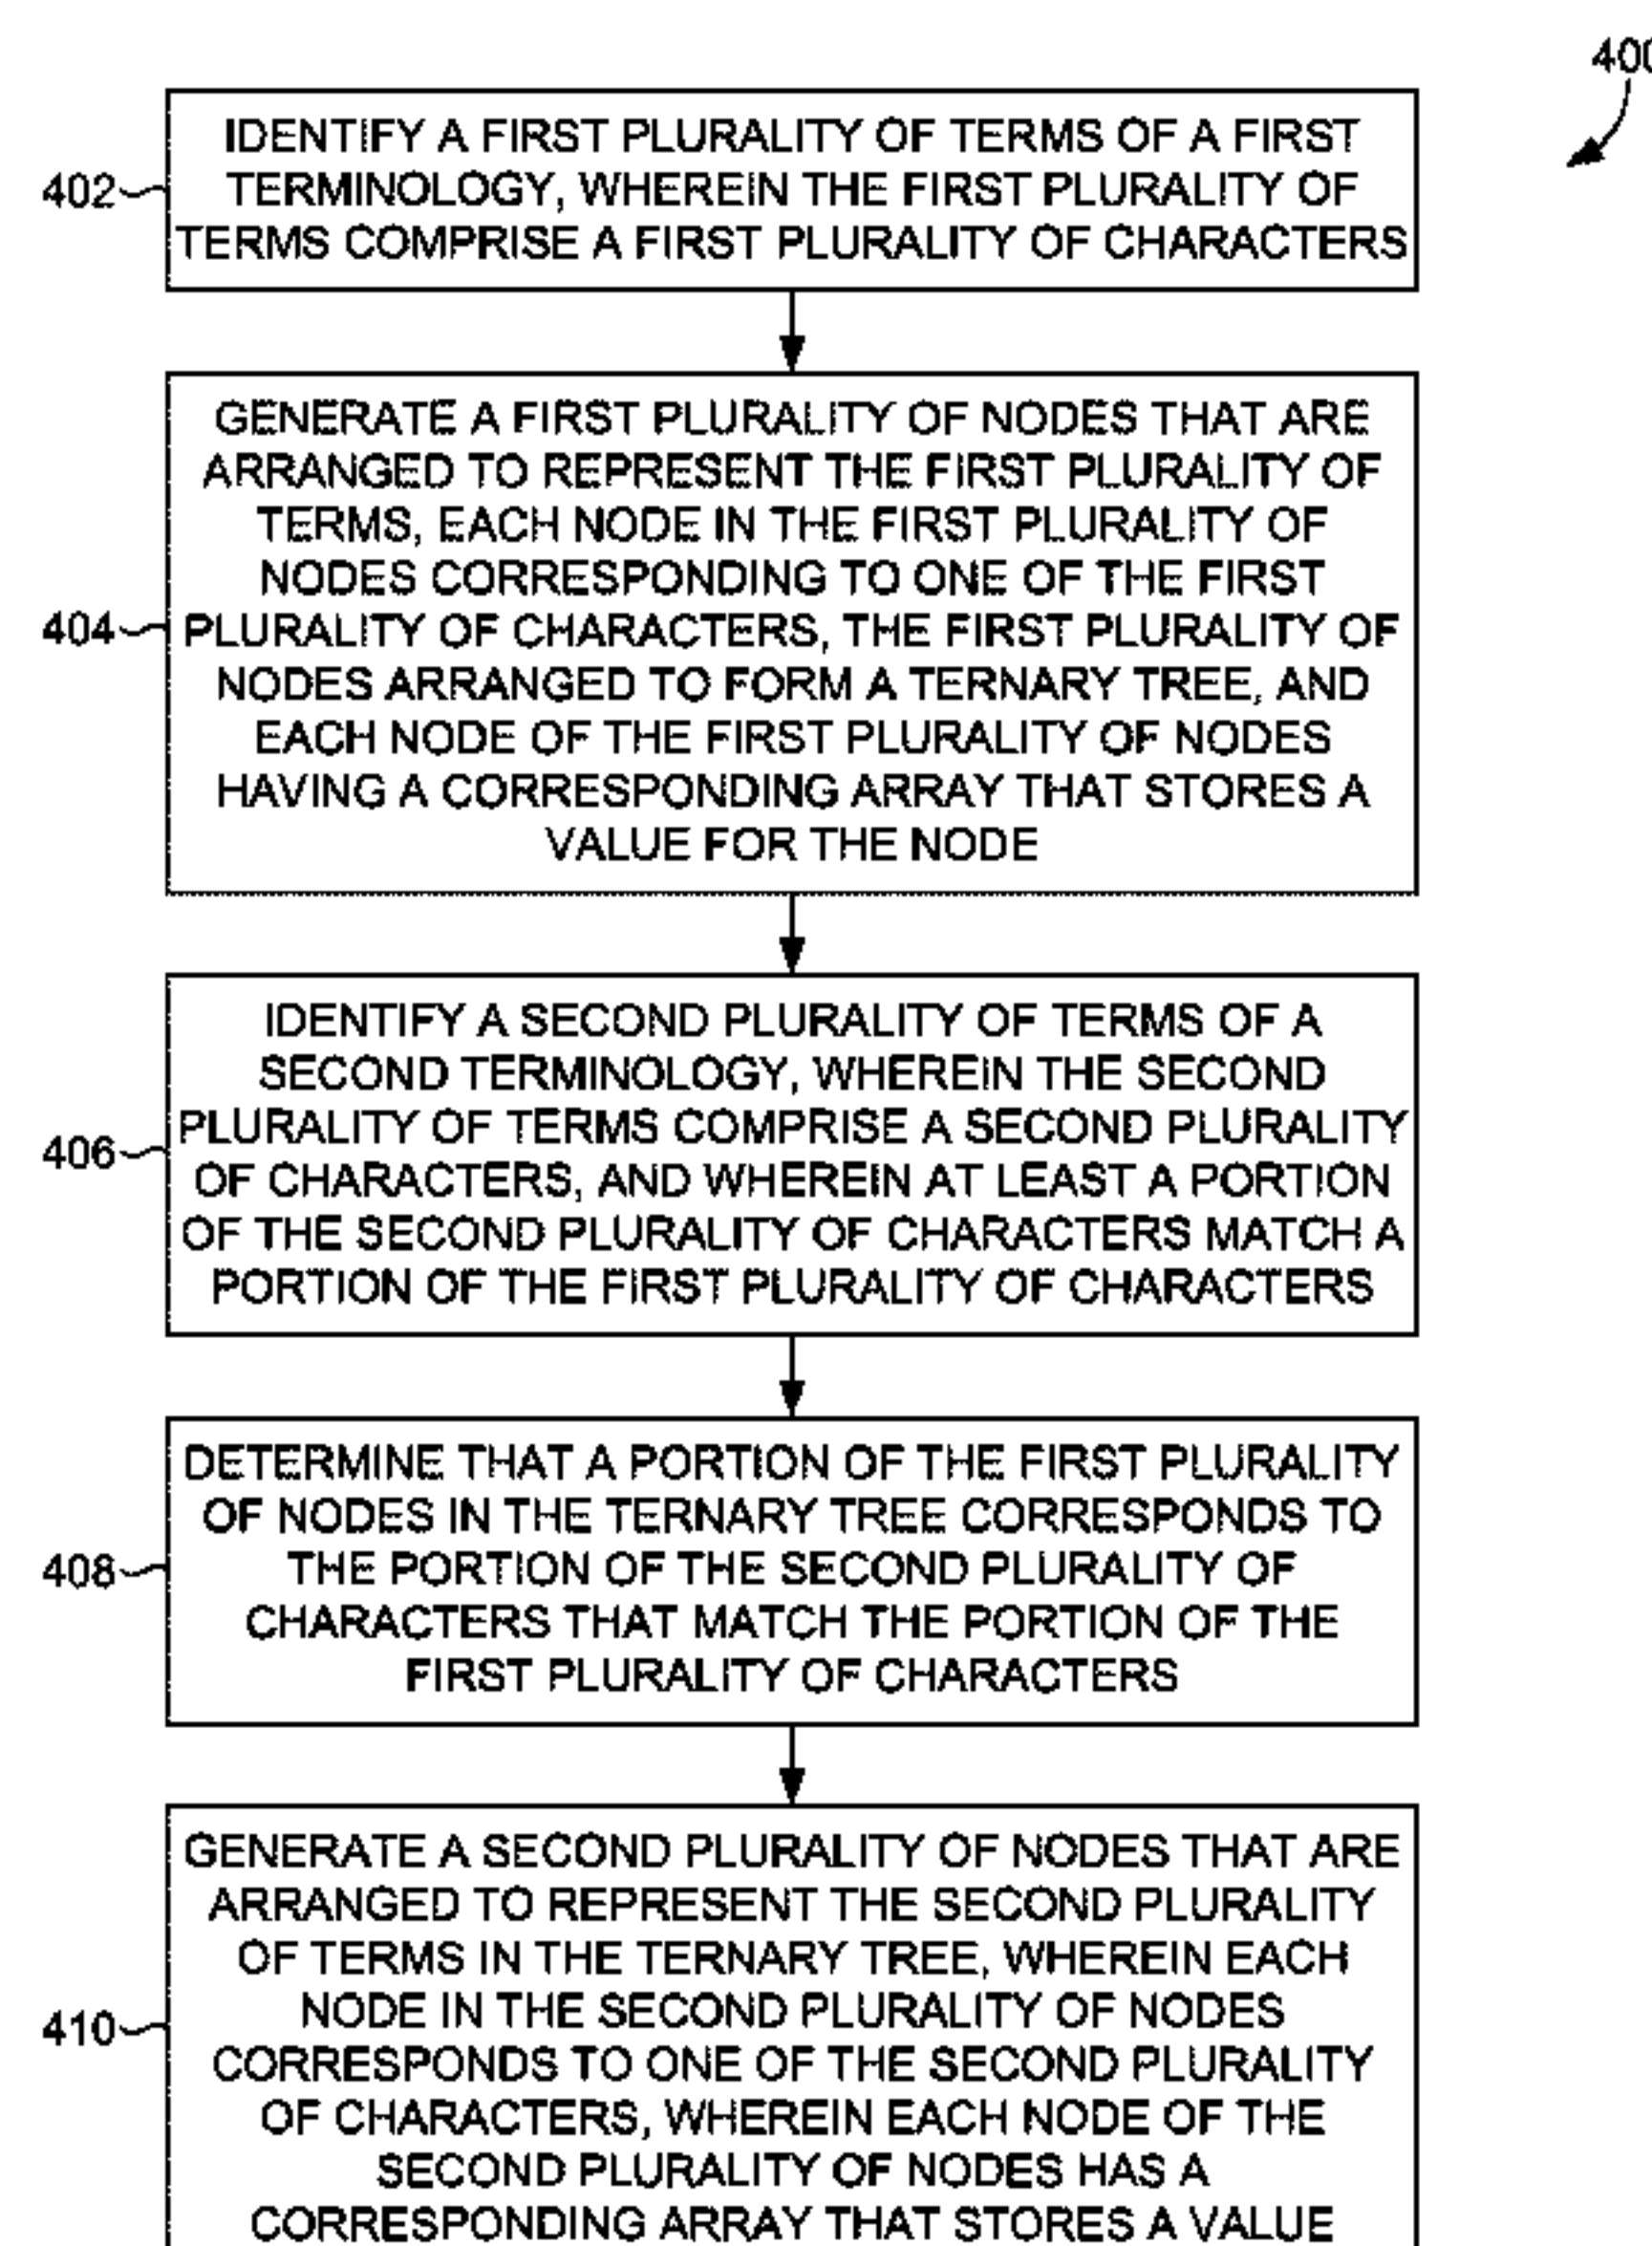 400
402
IDENTIFY A FIRST PLURALITY OF TERMS OF A FIRST
TERMINOLOGY, WHEREIN THE FIRST PLURALITY OF
TERMS COMPRISE A FIRST PLURALITY OF CHARACTERS
404
GENERATE A FIRST PLURALITY OF NODES THAT ARE
ARRANGED TO REPRESENT THE FIRST PLURALITY OF
TERMS, EACH NODE IN THE FIRST PLURALITY OF
NODES CORRESPONDING TO ONE OF THE FIRST
PLURALITY OF CHARACTERS, THE FIRST PLURALITY OF
NODES ARRANGED TO FORM A TERNARY TREE, AND
EACH NODE OF THE FIRST PLURALITY OF NODES
HAVING A CORRESPONDING ARRAY THAT STORES A
VALUE FOR THE NODE
406
IDENTIFY A SECOND PLURALITY OF TERMS OF A
SECOND TERMINOLOGY, WHEREIN THE SECOND
PLURALITY OF TERMS COMPRISE A SECOND PLURALITY
OF CHARACTERS, AND WHEREIN AT LEAST A PORTION
OF THE SECOND PLURALITY OF CHARACTERS MATCH A
PORTION OF THE FIRST PLURALITY OF CHARACTERS
408
DETERMINE THAT A PORTION OF THE FIRST PLURALITY
OF NODES IN THE TERNARY TREE CORRESPONDS TO
THE PORTION OF THE SECOND PLURALITY OF
CHARACTERS THAT MATCH THE PORTION OF THE
FIRST PLURALITY OF CHARACTERS
410
GENERATE A SECOND PLURALITY OF NODES THAT ARE
ARRANGED TO REPRESENT THE SECOND PLURALITY
OF TERMS IN THE TERNARY TREE, WHEREIN EACH
NODE IN THE SECOND PLURALITY OF NODES
CORRESPONDS TO ONE OF THE SECOND PLURALITY
OF CHARACTERS, WHEREIN EACH NODE OF THE
SECOND PLURALITY OF NODES HAS A
CORRESPONDING ARRAY THAT STORES A VALUE